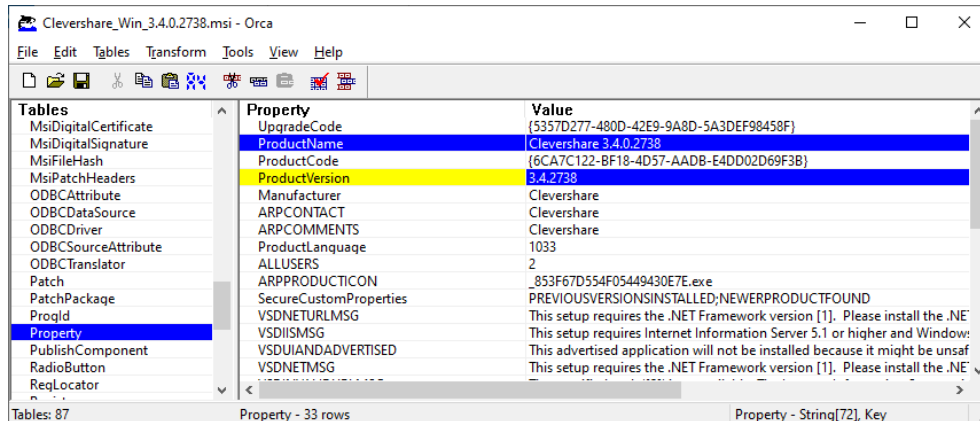 Clevershare_Win_3.4.0.2738.msi - Orca
File Edit Tables Transform Tools View Help
Tables Property Value
MsiDigitalCertificate UpgradeCode {5357D277-480D-42E9-9A8D-5A3DEF98458F}
MsiDigitalSignature ProductName Clevershare 3.4.0.2738
MsiFileHash ProductCode {6CA7C122-BF18-4D57-AADB-E4DD02D69F3B}
MsiPatchHeaders ProductVersion 3.4.2738
ODBCAttribute Manufacturer Clevershare
ODBCDataSource ARPCONTACT Clevershare
ODBCDriver ARPCOMMENTS Clevershare
ODBCSourceAttribute ProductLanguage 1033
ODBCTranslator ALLUSERS 2
Patch ARPPRODUCTICON _853F67D554F05449430E7E.exe
PatchPackage SecureCustomProperties PREVIOUSVERSIONSINSTALLED;NEWERPRODUCTFOUND
ProgId VSDNETURLMSG This setup requires the .NET Framework version [1]. Please install the .NET
Property VSDIISMSG This setup requires Internet Information Server 5.1 or higher and Windows
PublishComponent VSDUIANDADVERTISED This advertised application will not be installed because it might be unsaf
RadioButton VSDNETMSG This setup requires the .NET Framework version [1]. Please install the .NET
ReqLocator
Tables: 87 Property - 33 rows Property - String[72], Key